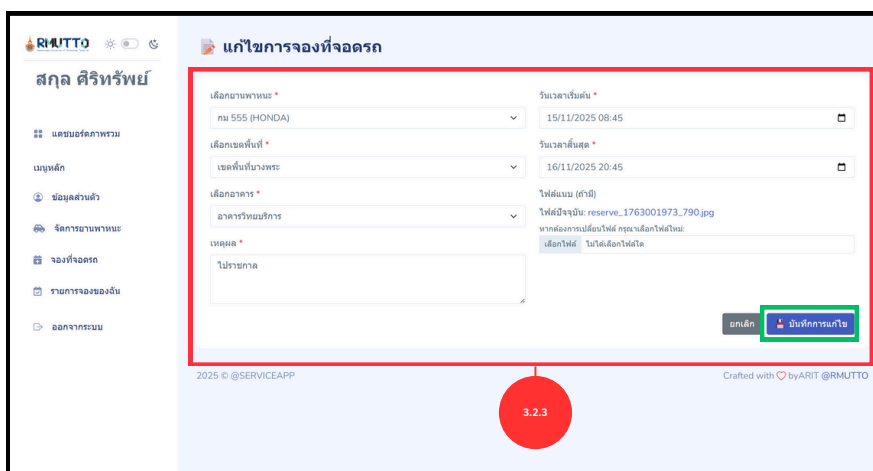 RMUTTO
สกุล ศิริทรัพย์
แดชบอร์ดภาพรวม
เมนูหลัก
ข้อมูลส่วนตัว
จัดการยานพาหนะ
จองที่จอดรถ
รายการจองของฉัน
ออกจากระบบ
แก้ไขการจองที่จอดรถ
เลือกยานพาหนะ *
กม 555 (HONDA)
เลือกเขตพื้นที่ *
เขตพื้นที่บางพระ
เลือกอาคาร *
อาคารวิทยบริการ
เหตุผล *
ไปราชกาล
วันเวลาเริ่มต้น *
15/11/2025 08:45
วันเวลาสิ้นสุด *
16/11/2025 20:45
ไฟล์แนบ (ถ้ามี)
ไฟล์ปัจจุบัน: reserve_1763001973_790.jpg
หากต้องการเปลี่ยนไฟล์ กรุณาเลือกไฟล์ใหม่:
เลือกไฟล์ ไม่ได้เลือกไฟล์ใด
ยกเลิก บันทึกการแก้ไข
2025 © @SERVICEAPP
Crafted with byARIT @RMUTTO
3.2.3